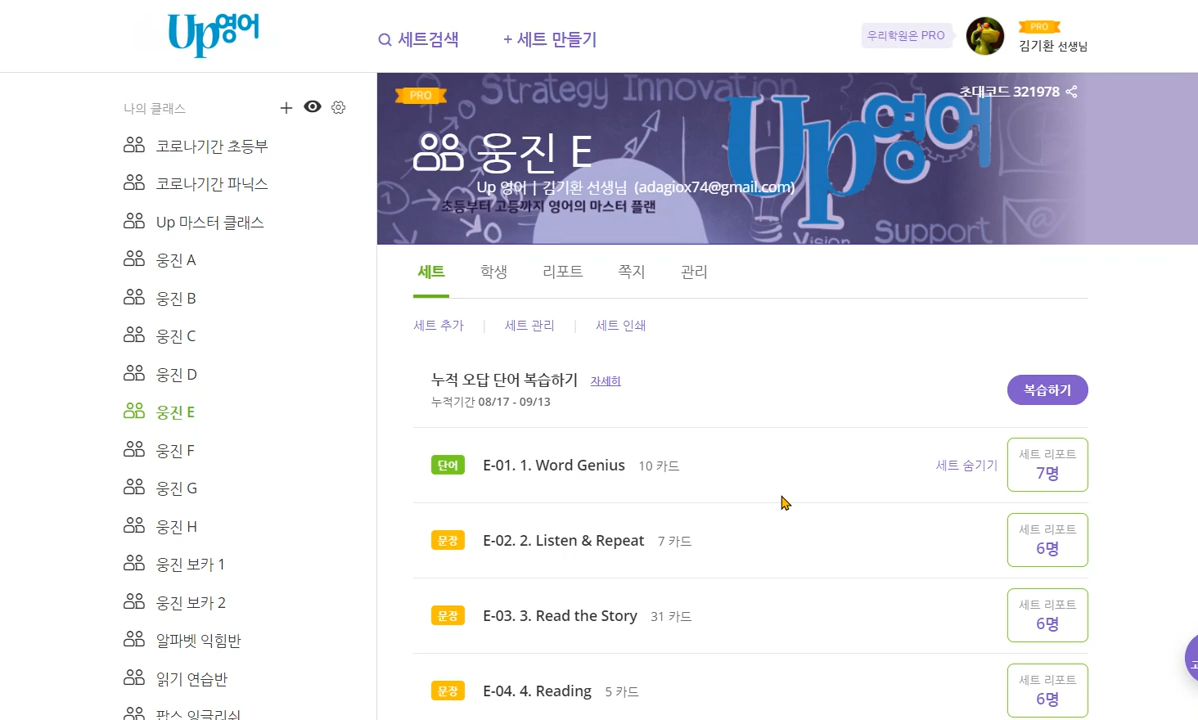 Up영어
세트검색
+ 세트 만들기
우리학원은 PRO
PRO
김기환 선생님
나의 클래스
코로나기간 초등부
코로나기간 파닉스
Up 마스터 클래스
웅진 A
웅진 B
웅진 C
웅진 D
웅진 E
웅진 F
웅진 G
웅진 H
웅진 보카 1
웅진 보카 2
알파벳 익힘반
읽기 연습반
팝스 잉글리쉬
PRO
Strategy Innovation
초대코드 321978
웅진 E
Up영어
Up 영어 | 김기환 선생님 (adagiox74@gmail.com)
초등부터 고등까지 영어의 마스터 플랜
Vision
Support
세트
학생
리포트
쪽지
관리
세트 추가 | 세트 관리 | 세트 인쇄
누적 오답 단어 복습하기 자세히
누적기간 08/17 - 09/13
복습하기
단어 E-01. 1. Word Genius 10 카드
세트 숨기기
세트 리포트
7명
문장 E-02. 2. Listen & Repeat 7 카드
세트 리포트
6명
문장 E-03. 3. Read the Story 31 카드
세트 리포트
6명
문장 E-04. 4. Reading 5 카드
세트 리포트
6명